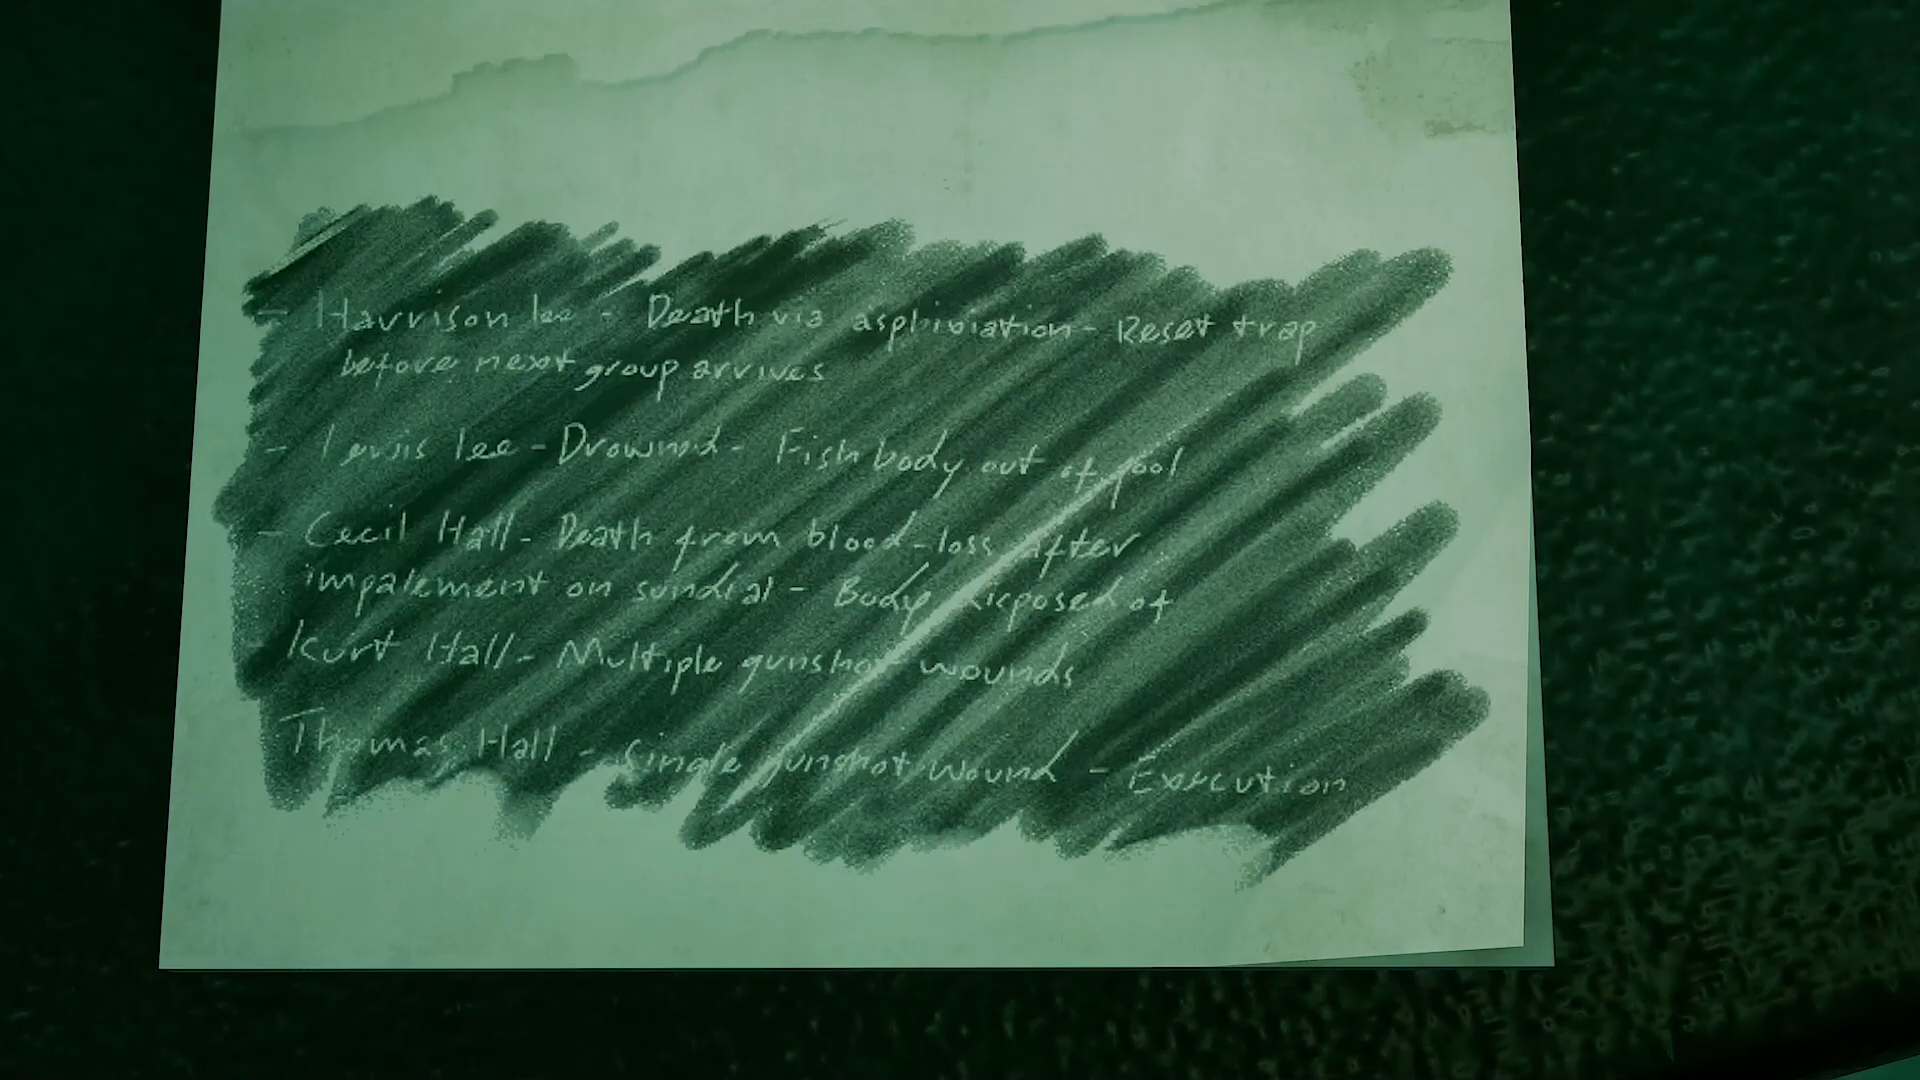 - Harrison Lee - Death via asphixiation - Reset trap
before next group arrives
- Lewis Lee - Drowned - Fish body out of pool
- Cecil Hall - Death from blood-loss after
impalement on sundial - Body disposed of
Kurt Hall - Multiple gunshot wounds
Thomas Hall - Single gunshot wound - Execution